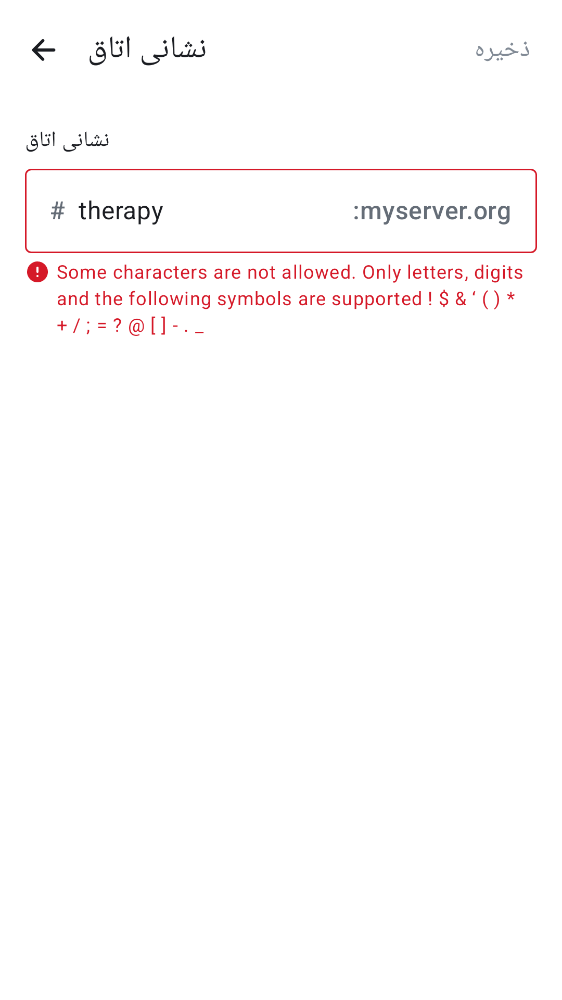 نشانی اتاق
ذخیره
نشانی اتاق
# therapy :myserver.org
Some characters are not allowed. Only letters, digits
and the following symbols are supported ! $ & ‘ ( ) *
+ / ; = ? @ [ ] - . _